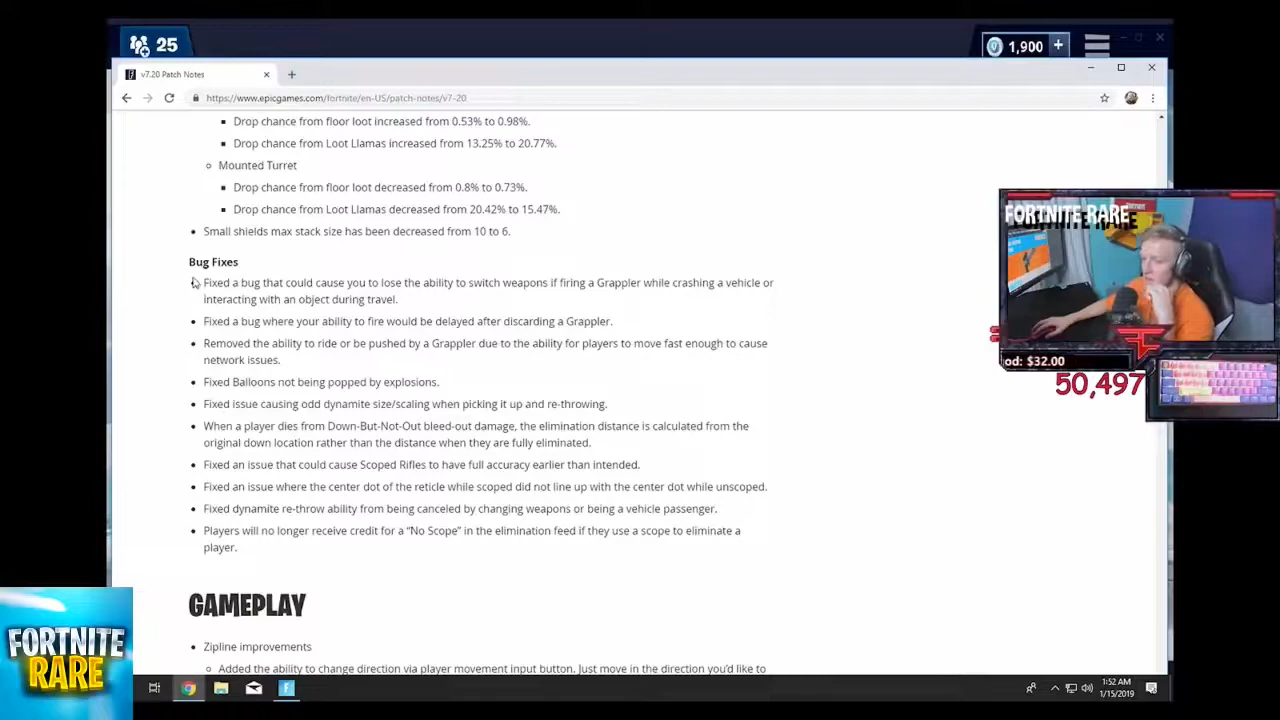 25
1,900 +
v7.20 Patch Notes
https://www.epicgames.com/fortnite/en-US/patch-notes/v7-20
Drop chance from floor loot increased from 0.53% to 0.98%.
Drop chance from Loot Llamas increased from 13.25% to 20.77%.
Mounted Turret
Drop chance from floor loot decreased from 0.8% to 0.73%.
Drop chance from Loot Llamas decreased from 20.42% to 15.47%.
Small shields max stack size has been decreased from 10 to 6.
Bug Fixes
Fixed a bug that could cause you to lose the ability to switch weapons if firing a Grappler while crashing a vehicle or
interacting with an object during travel.
Fixed a bug where your ability to fire would be delayed after discarding a Grappler.
Removed the ability to ride or be pushed by a Grappler due to the ability for players to move fast enough to cause
network issues.
Fixed Balloons not being popped by explosions.
Fixed issue causing odd dynamite size/scaling when picking it up and re-throwing.
When a player dies from Down-But-Not-Out bleed-out damage, the elimination distance is calculated from the
original down location rather than the distance when they are fully eliminated.
Fixed an issue that could cause Scoped Rifles to have full accuracy earlier than intended.
Fixed an issue where the center dot of the reticle while scoped did not line up with the center dot while unscoped.
Fixed dynamite re-throw ability from being canceled by changing weapons or being a vehicle passenger.
Players will no longer receive credit for a “No Scope” in the elimination feed if they use a scope to eliminate a
player.
GAMEPLAY
Zipline improvements
Added the ability to change direction via player movement input button. Just move in the direction you’d like to
FORTNITE RARE
od: $32.00
50,497
FORTNITE
RARE
1:52 AM
1/15/2019